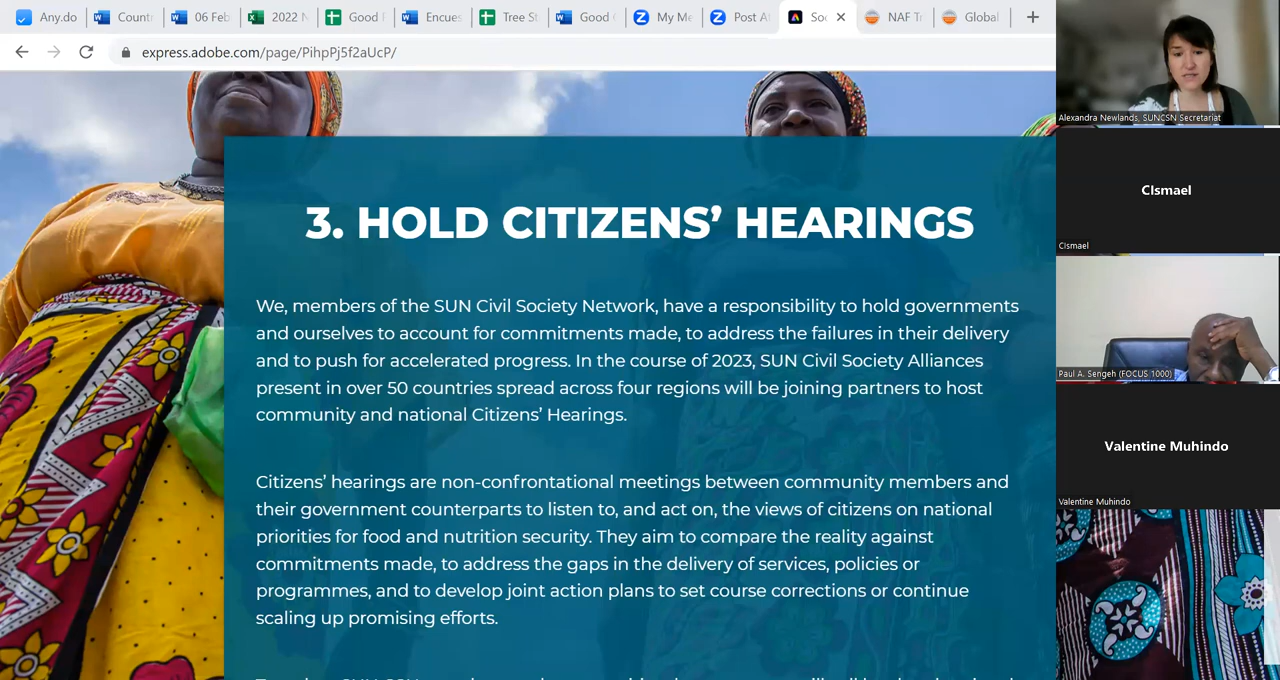 Any.do
Count
06 Feb
2022 N
Good F
Encues
Tree St
Good
My Me
Post A
Soc
NAF Tr
Global
express.adobe.com/page/PihpPj5f2aUcP/
3. HOLD CITIZENS’ HEARINGS
We, members of the SUN Civil Society Network, have a responsibility to hold governments
and ourselves to account for commitments made, to address the failures in their delivery
and to push for accelerated progress. In the course of 2023, SUN Civil Society Alliances
present in over 50 countries spread across four regions will be joining partners to host
community and national Citizens’ Hearings.
Citizens’ hearings are non-confrontational meetings between community members and
their government counterparts to listen to, and act on, the views of citizens on national
priorities for food and nutrition security. They aim to compare the reality against
commitments made, to address the gaps in the delivery of services, policies or
programmes, and to develop joint action plans to set course corrections or continue
scaling up promising efforts.
Alexandra Newlands, SUNCSN Secretariat
CIsmael
CIsmael
Paul A. Sengeh (FOCUS 1000)
Valentine Muhindo
Valentine Muhindo